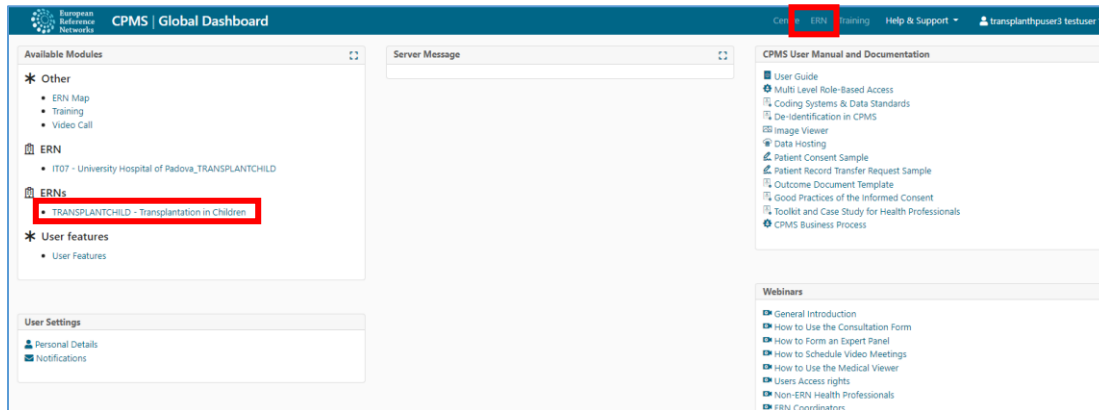 European
Reference
Networks
CPMS | Global Dashboard
Centre ERN Training Help & Support transplanthpuser3 testuser
Available Modules
Other
ERN Map
Training
Video Call
ERN
IT07 - University Hospital of Padova_TRANSPLANTCHILD
ERNs
TRANSPLANTCHILD - Transplantation in Children
User features
User Features
User Settings
Personal Details
Notifications
Server Message
CPMS User Manual and Documentation
User Guide
Multi Level Role-Based Access
Coding Systems & Data Standards
De-Identification in CPMS
Image Viewer
Data Hosting
Patient Consent Sample
Patient Record Transfer Request Sample
Outcome Document Template
Good Practices of the Informed Consent
Toolkit and Case Study for Health Professionals
CPMS Business Process
Webinars
General Introduction
How to Use the Consultation Form
How to Form an Expert Panel
How to Schedule Video Meetings
How to Use the Medical Viewer
Users Access rights
Non-ERN Health Professionals
ERN Coordinators